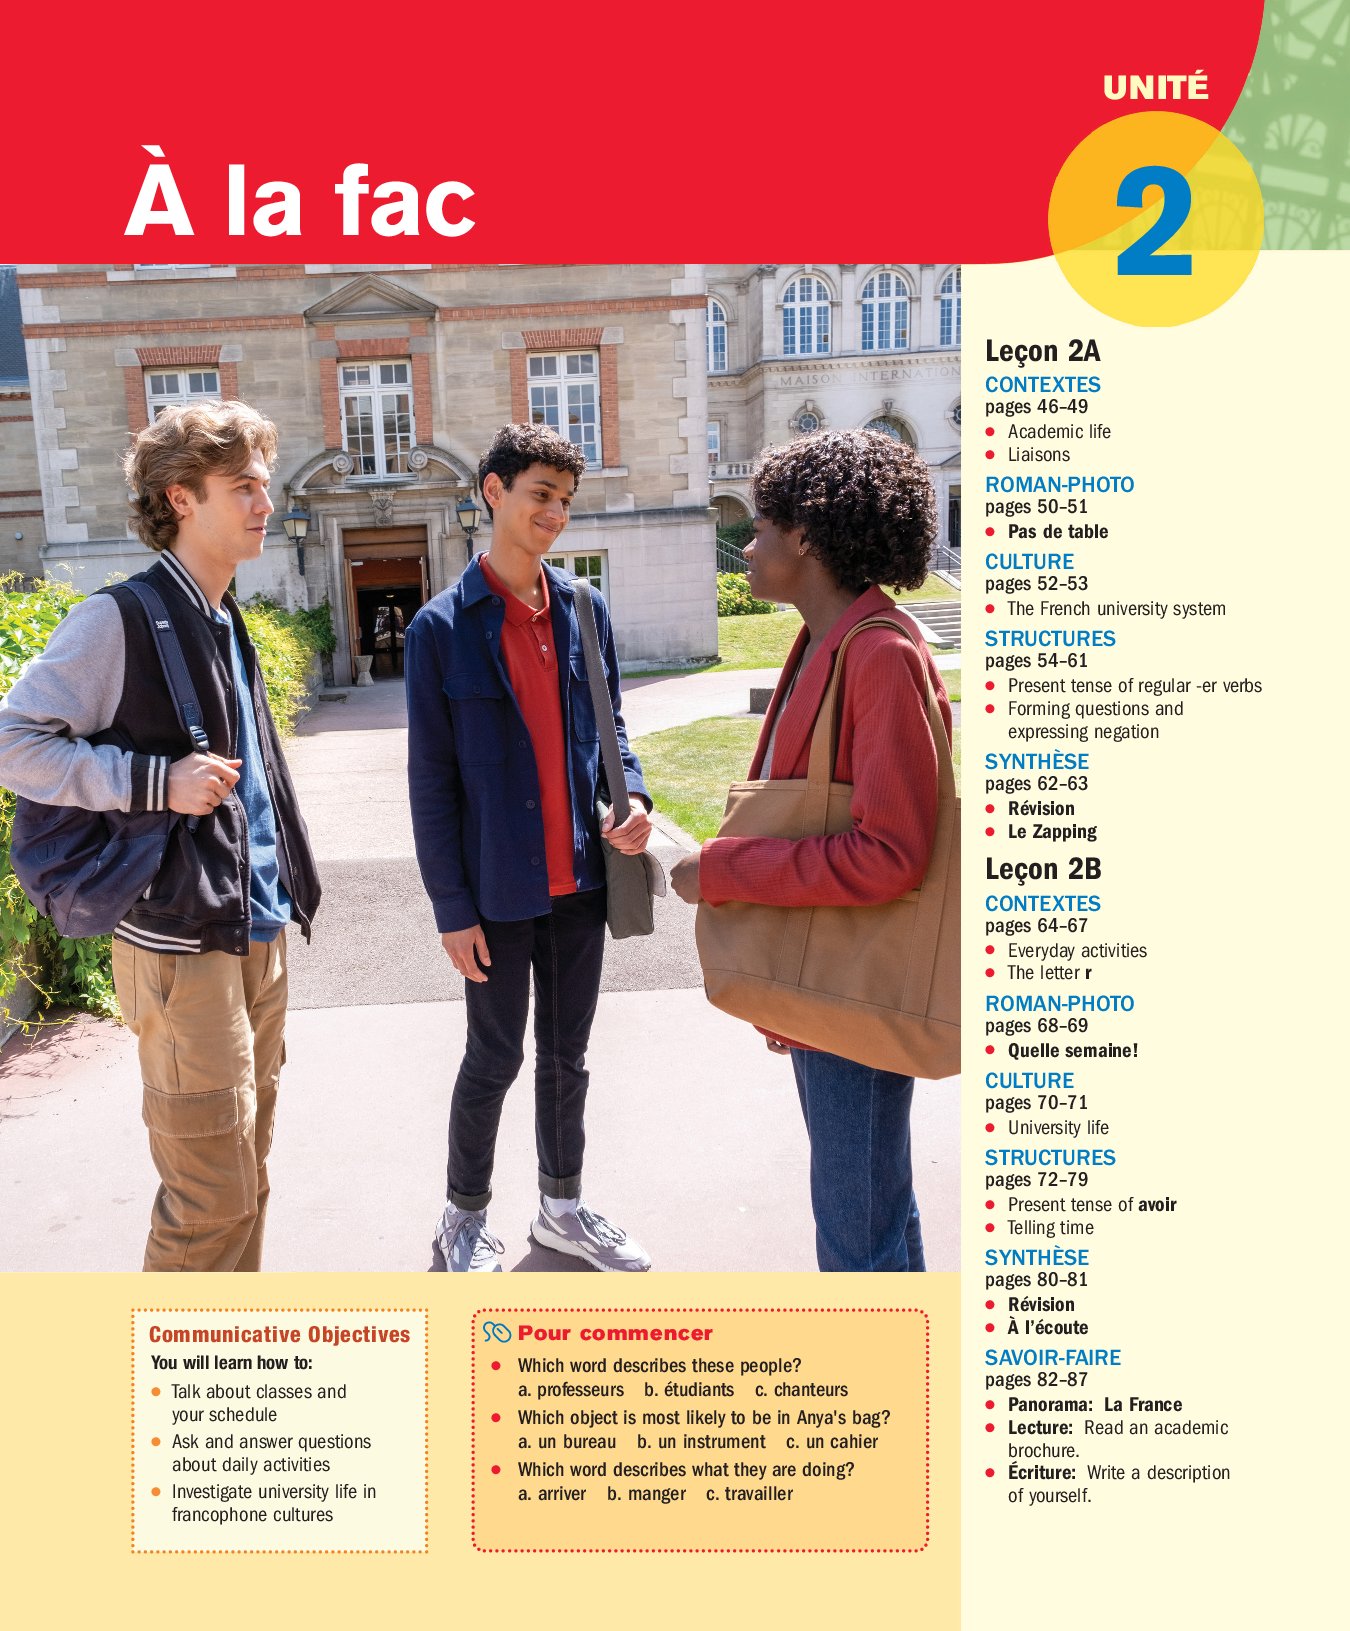 UNITÉ
2
À la fac
MAISON INTERNATION
Leçon 2A
CONTEXTES
pages 46–49
• Academic life
• Liaisons
ROMAN-PHOTO
pages 50–51
• Pas de table
CULTURE
pages 52–53
• The French university system
STRUCTURES
pages 54–61
• Present tense of regular -er verbs
• Forming questions and
expressing negation
SYNTHÈSE
pages 62–63
• Révision
• Le Zapping
Leçon 2B
CONTEXTES
pages 64–67
• Everyday activities
• The letter r
ROMAN-PHOTO
pages 68–69
• Quelle semaine!
CULTURE
pages 70–71
• University life
STRUCTURES
pages 72–79
• Present tense of avoir
• Telling time
SYNTHÈSE
pages 80–81
• Révision
• À l'écoute
SAVOIR-FAIRE
pages 82–87
• Panorama: La France
• Lecture: Read an academic
brochure.
• Écriture: Write a description
of yourself.
Communicative Objectives
You will learn how to:
• Talk about classes and
your schedule
• Ask and answer questions
about daily activities
• Investigate university life in
francophone cultures
Pour commencer
• Which word describes these people?
a. professeurs b. étudiants c. chanteurs
• Which object is most likely to be in Anya's bag?
a. un bureau b. un instrument c. un cahier
• Which word describes what they are doing?
a. arriver b. manger c. travailler